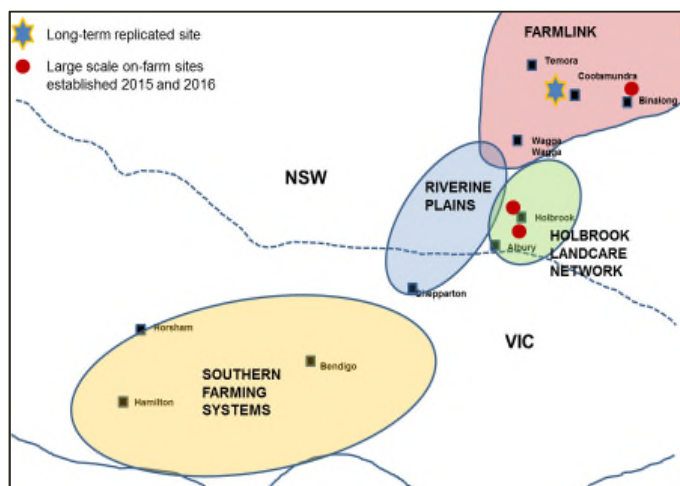 Long-term replicated site
Large scale on-farm sites
established 2015 and 2016
FARMLINK
Temora
Cootamundra
Binalong
Wagga
Wagga
NSW
RIVERINE
PLAINS
Holbrook
HOLBROOK
LANDCARE
NETWORK
Albury
Shepparton
VIC
Horsham
Bendigo
SOUTHERN
FARMING
SYSTEMS
Hamilton